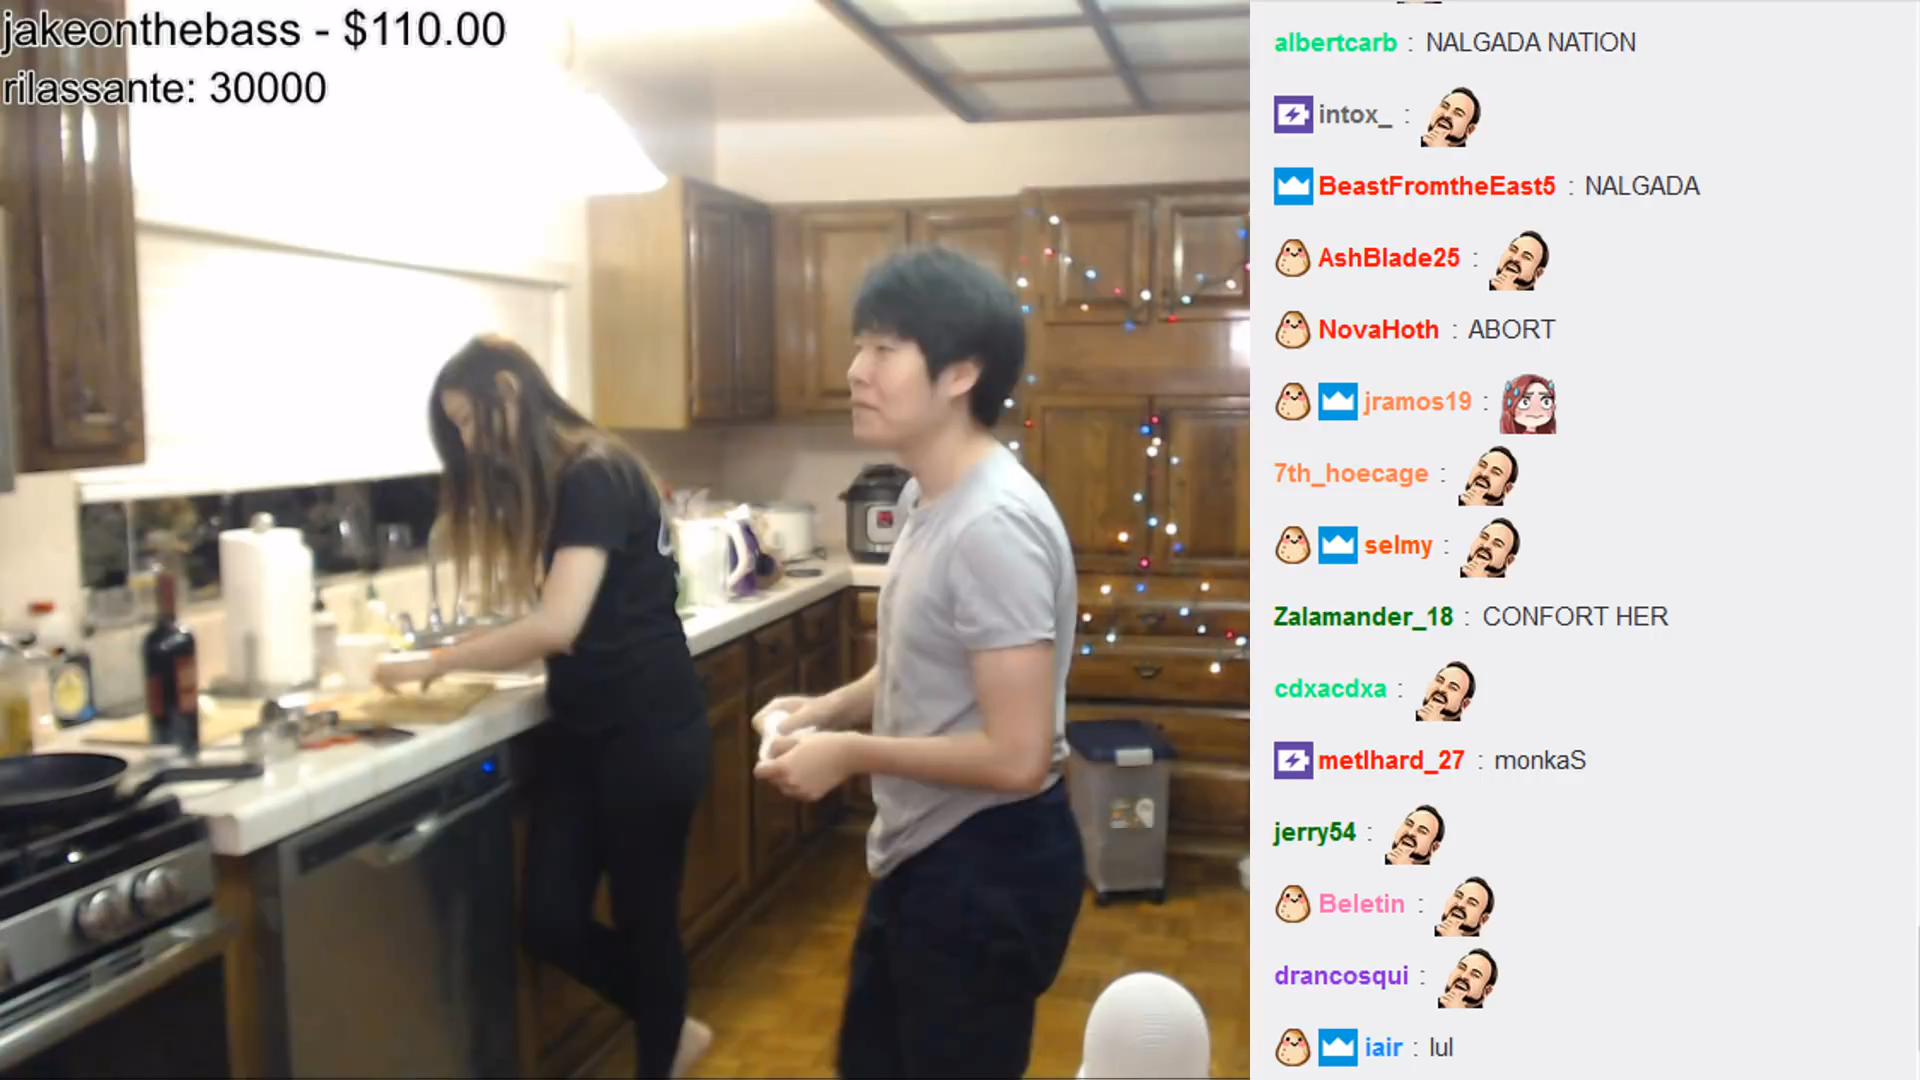 jakeonthebass - $110.00
rilassante: 30000
albertcarb : NALGADA NATION
intox_ :
BeastFromtheEast5 : NALGADA
AshBlade25 :
NovaHoth : ABORT
jramos19 :
7th_hoecage :
selmy :
Zalamander_18 : CONFORT HER
cdxacdxa :
metlhard_27 : monkaS
jerry54 :
Beletin :
drancosqui :
iair : lul